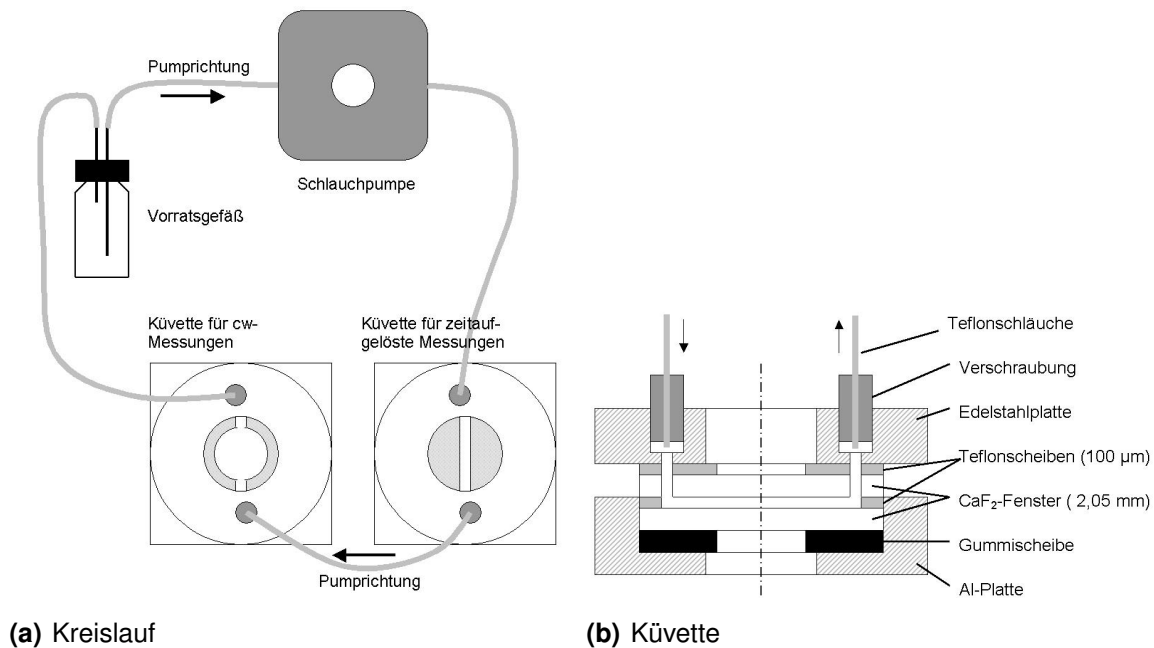 Pumprichtung
Schlauchpumpe
Vorratsgefäß
Küvette für cw-
Messungen
Küvette für zeitauf-
gelöste Messungen
Pumprichtung
Teflonschläuche
Verschraubung
Edelstahlplatte
Teflonscheiben (100 µm)
CaF₂-Fenster ( 2,05 mm)
Gummischeibe
Al-Platte
(a) Kreislauf
(b) Küvette